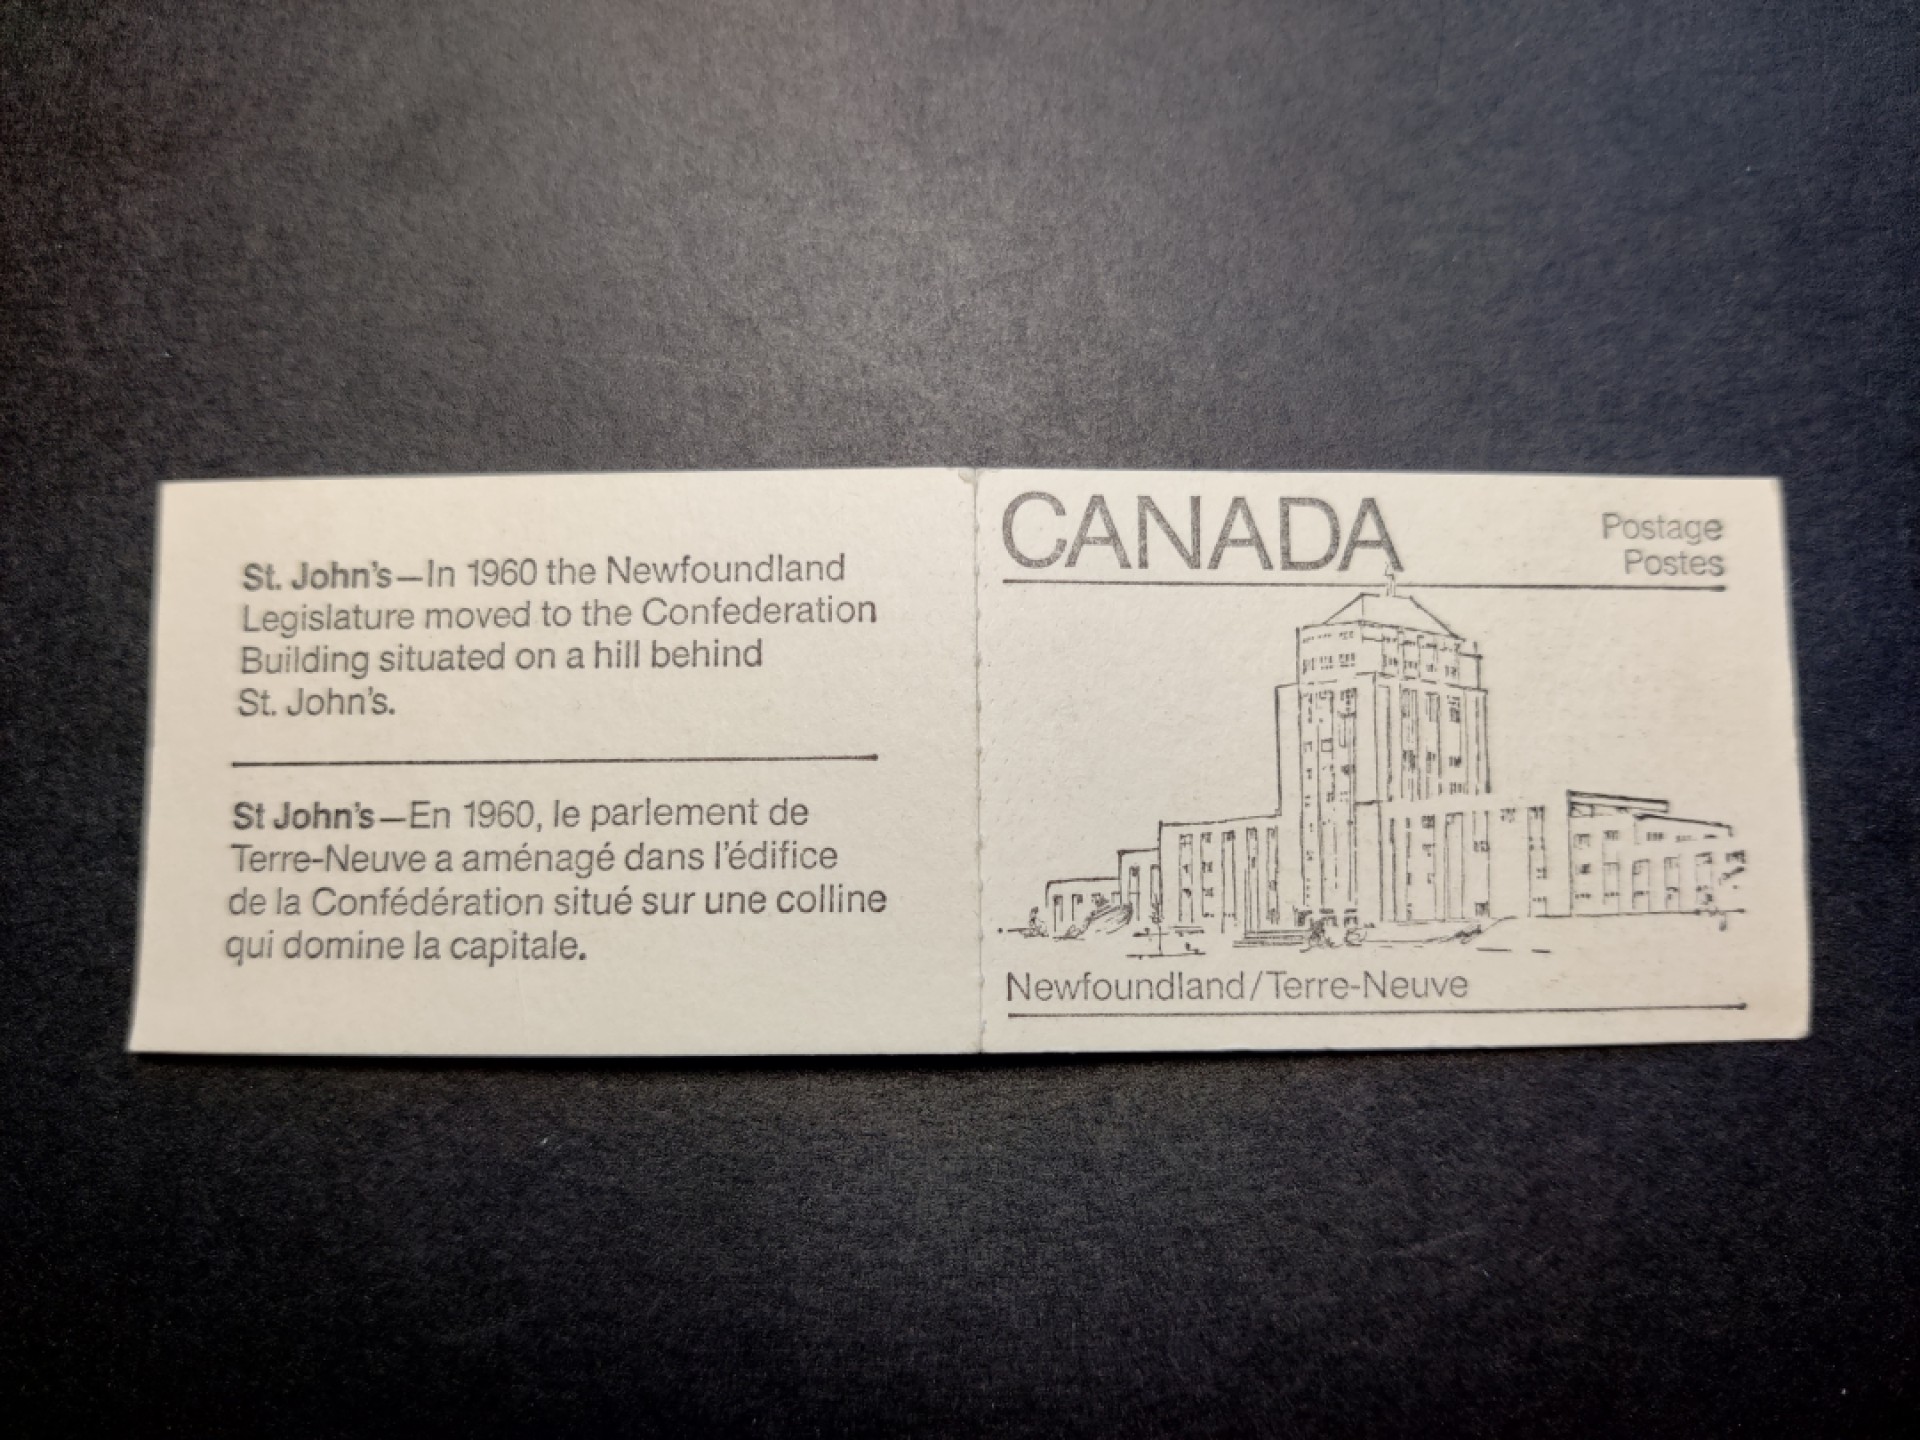 St. John's—In 1960 the Newfoundland
Legislature moved to the Confederation
Building situated on a hill behind
St. John's.
St John's—En 1960, le parlement de
Terre-Neuve a aménagé dans l'édifice
de la Confédération situé sur une colline
qui domine la capitale.
CANADA
Postage
Postes
Newfoundland/Terre-Neuve